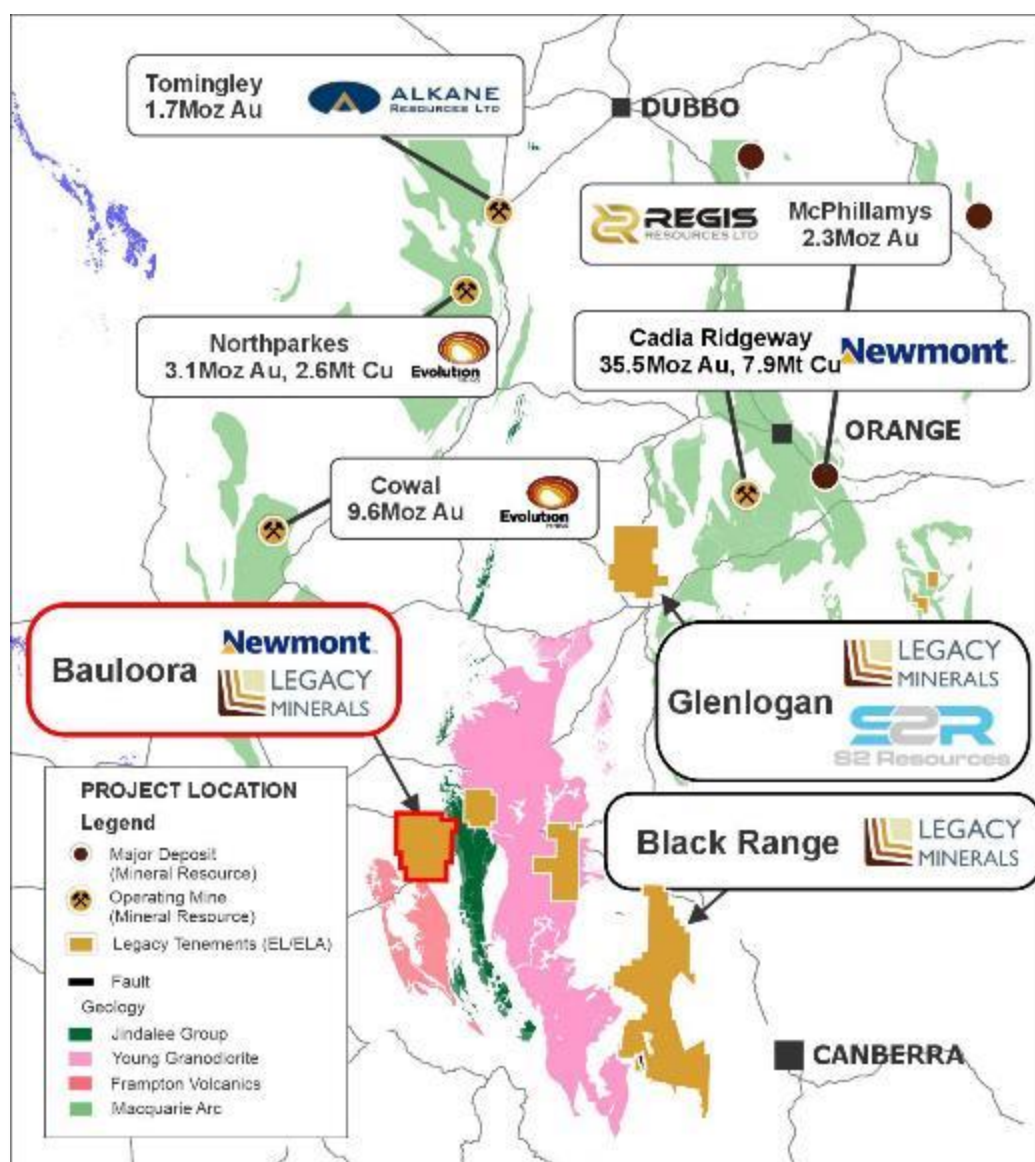 Tomingley
1.7Moz Au
ALKANE
RESOURCES LTD
DUBBO
REGIS
RESOURCES LTD
McPhillamys
2.3Moz Au
Northparkes
3.1Moz Au, 2.6Mt Cu
Evolution
Cadia Ridgeway
35.5Moz Au, 7.9Mt Cu
Newmont
ORANGE
Cowal
9.6Moz Au
Evolution
Bauloora
Newmont
LEGACY
MINERALS
Glenlogan
LEGACY
MINERALS
S2R
S2 Resources
Black Range
LEGACY
MINERALS
PROJECT LOCATION
Legend
Major Deposit
(Mineral Resource)
Operating Mine
(Mineral Resource)
Legacy Tenements (EL/ELA)
Fault
Geology
Jindalee Group
Young Granodiorite
Frampton Volcanics
Macquarie Arc
CANBERRA